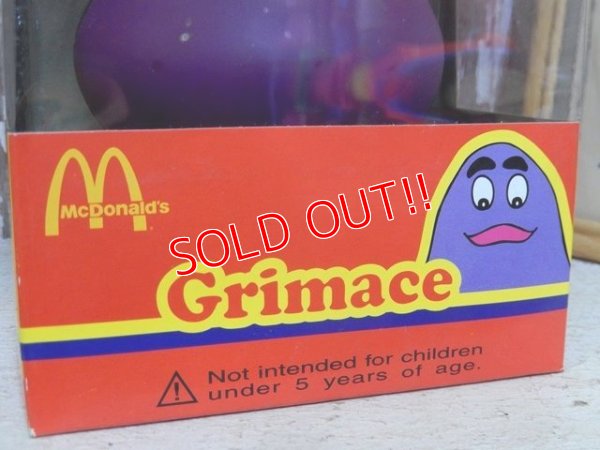 McDonald's
SOLD OUT!!
Grimace
Not intended for children
under 5 years of age.